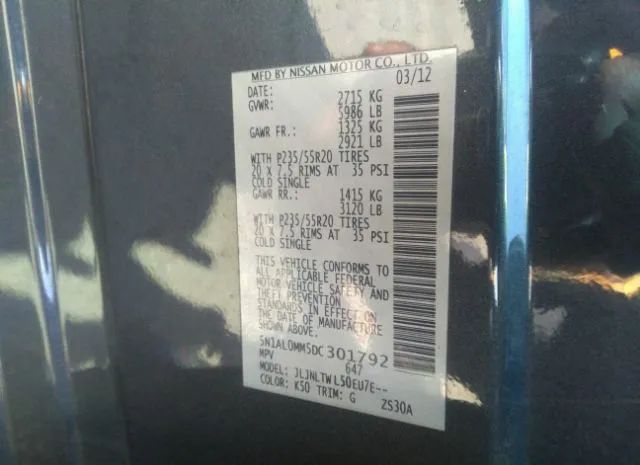 MFD BY NISSAN MOTOR CO., LTD.
DATE: 03/12
GVWR: 2715 KG
5986 LB
GAWR FR.: 1325 KG
2921 LB
WITH P235/55R20 TIRES
20 X 7.5 RIMS AT 35 PSI
COLD SINGLE
GAWR RR.: 1415 KG
3120 LB
WITH P235/55R20 TIRES
20 X 7.5 RIMS AT 35 PSI
COLD SINGLE
THIS VEHICLE CONFORMS TO
ALL APPLICABLE FEDERAL
MOTOR VEHICLE SAFETY AND
THEFT PREVENTION
STANDARDS IN EFFECT ON
THE DATE OF MANUFACTURE
SHOWN ABOVE.
5N1AL0MM5DC301792
MPV 647
MODEL: JLJNLTWL50EU7E--
COLOR: K50 TRIM: G 2S30A